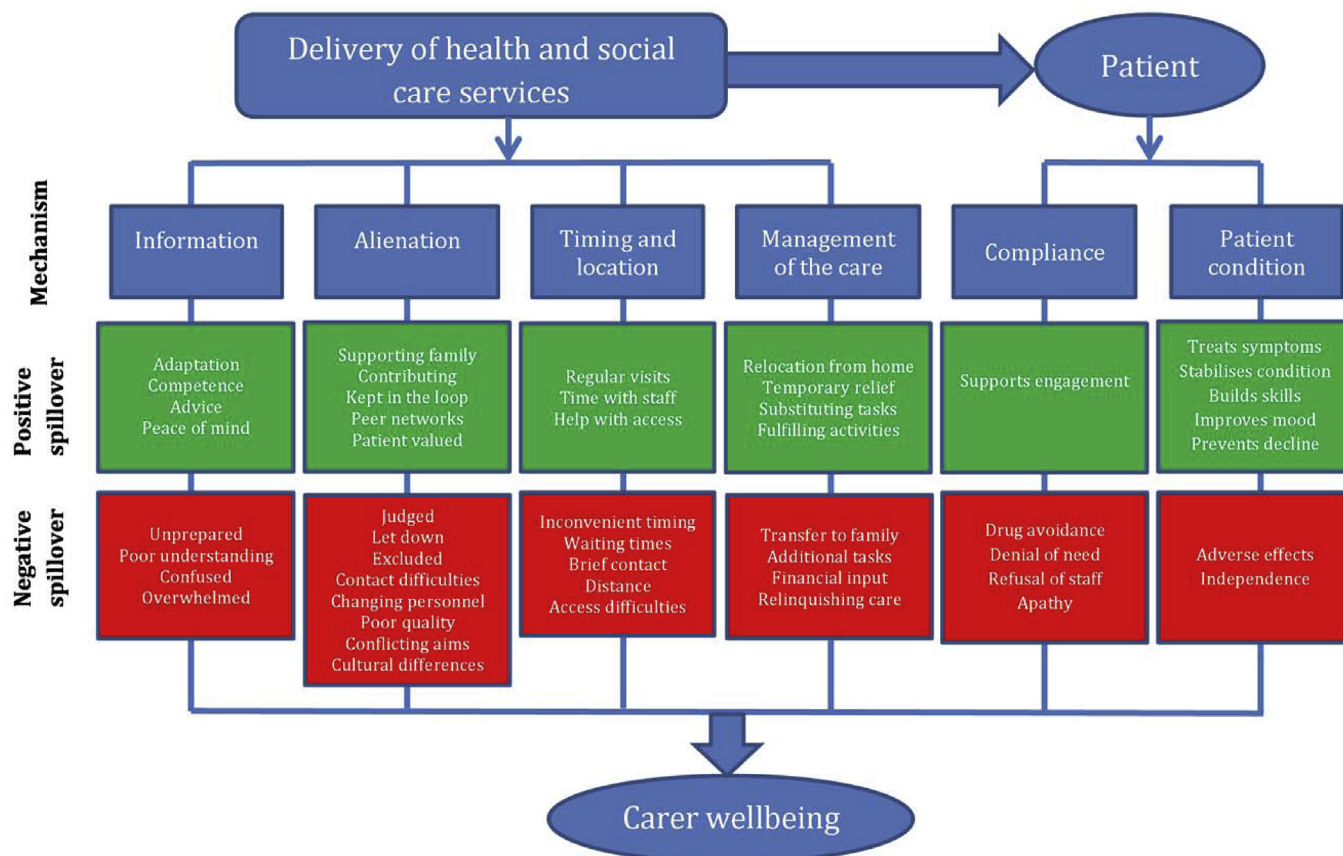 Delivery of health and social
care services
Patient
Mechanism
Information
Alienation
Timing and
location
Management
of the care
Compliance
Patient
condition
Positive
spillover
Adaptation
Competence
Advice
Peace of mind
Supporting family
Contributing
Kept in the loop
Peer networks
Patient valued
Regular visits
Time with staff
Help with access
Relocation from home
Temporary relief
Substituting tasks
Fulfilling activities
Supports engagement
Treats symptoms
Stabilises condition
Builds skills
Improves mood
Prevents decline
Negative
spillover
Unprepared
Poor understanding
Confused
Overwhelmed
Judged
Let down
Excluded
Contact difficulties
Changing personnel
Poor quality
Conflicting aims
Cultural differences
Inconvenient timing
Waiting times
Brief contact
Distance
Access difficulties
Transfer to family
Additional tasks
Financial input
Relinquishing care
Drug avoidance
Denial of need
Refusal of staff
Apathy
Adverse effects
Independence
Carer wellbeing